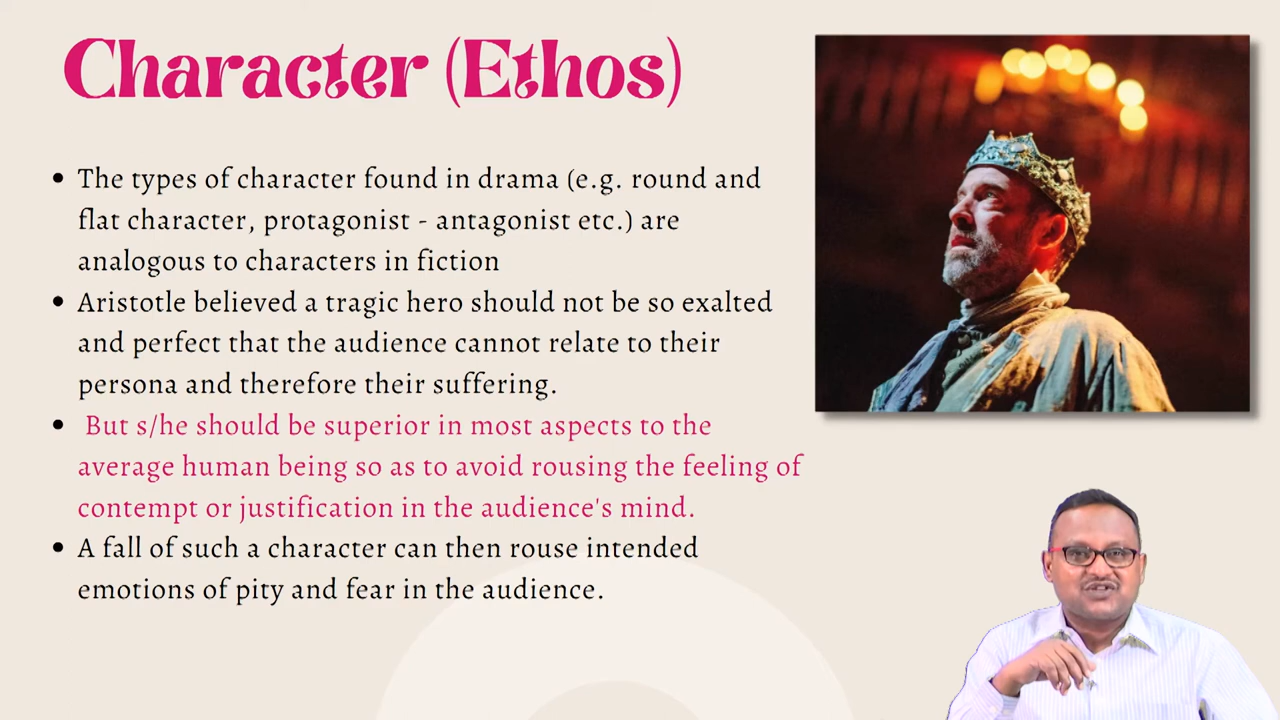 Character (Ethos)
The types of character found in drama (e.g. round and
flat character, protagonist - antagonist etc.) are
analogous to characters in fiction
Aristotle believed a tragic hero should not be so exalted
and perfect that the audience cannot relate to their
persona and therefore their suffering.
But s/he should be superior in most aspects to the
average human being so as to avoid rousing the feeling of
contempt or justification in the audience's mind.
A fall of such a character can then rouse intended
emotions of pity and fear in the audience.